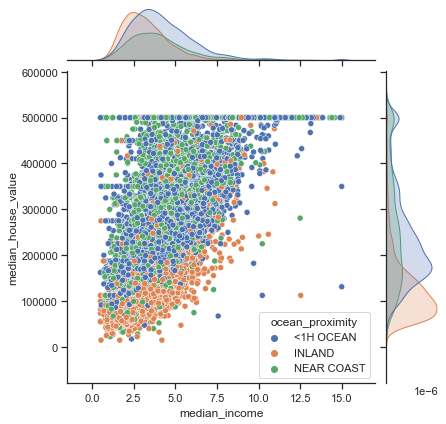 600000
500000
400000
300000
200000
100000
0
median_house_value
0.0 2.5 5.0 7.5 10.0 12.5 15.0
median_income
ocean_proximity
<1H OCEAN
INLAND
NEAR COAST
1e−6